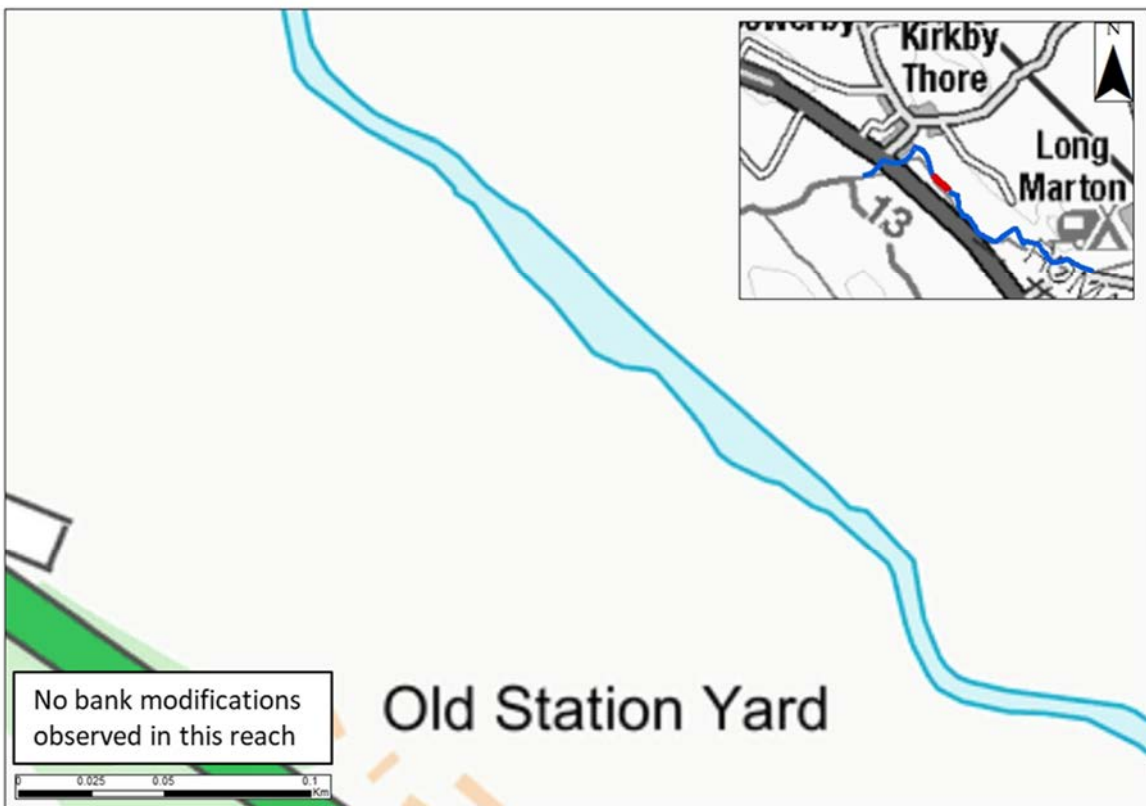 Kirkby
Thore
N
Long
Marton
13
Old Station Yard
No bank modifications
observed in this reach
0 0.025 0.05 0.1
Km